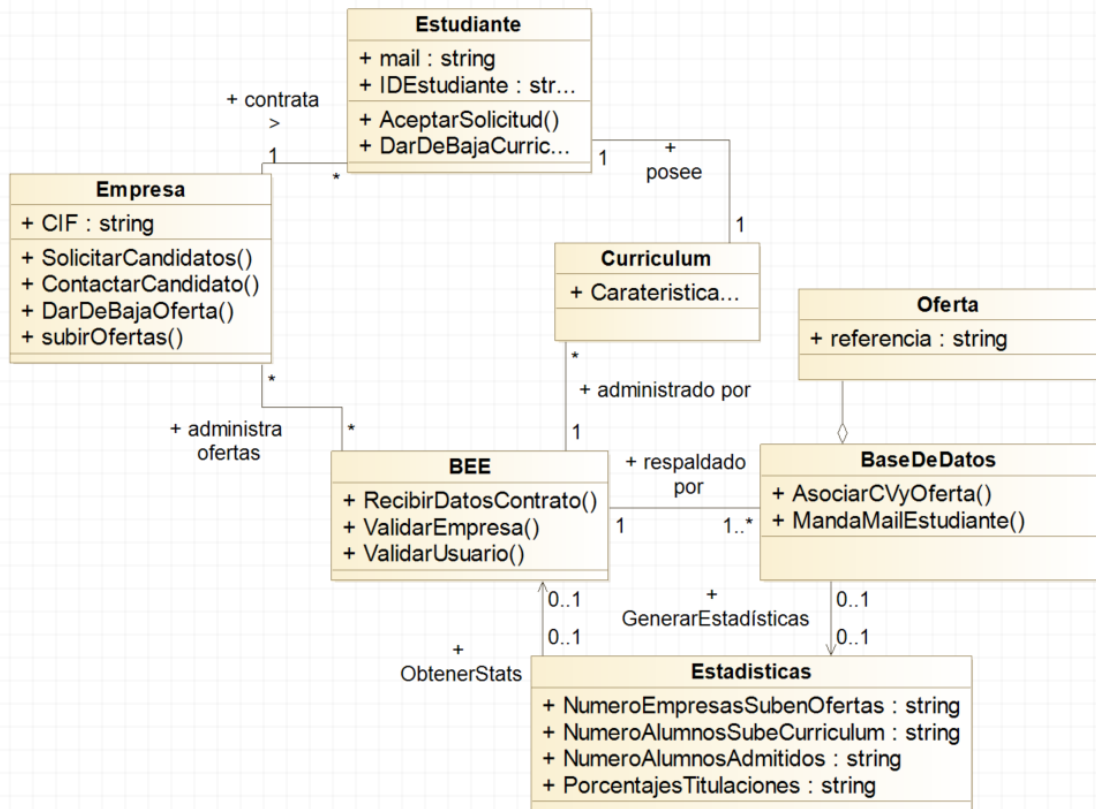 Estudiante
+ mail : string
+ IDEstudiante : str...
+ AceptarSolicitud()
+ DarDeBajaCurric...
+ contrata
>
1
*
1
+
posee
1
Empresa
+ CIF : string
+ SolicitarCandidatos()
+ ContactarCandidato()
+ DarDeBajaOferta()
+ subirOfertas()
Curriculum
+ Carateristica...
Oferta
+ referencia : string
*
+ administra
ofertas
*
*
+ administrado por
1
BEE
+ RecibirDatosContrato()
+ ValidarEmpresa()
+ ValidarUsuario()
+ respaldado
por
1
1..*
BaseDeDatos
+ AsociarCVyOferta()
+ MandaMailEstudiante()
0..1
0..1
+
ObtenerStats
+
GenerarEstadísticas
0..1
0..1
Estadisticas
+ NumeroEmpresasSubenOfertas : string
+ NumeroAlumnosSubeCurriculum : string
+ NumeroAlumnosAdmitidos : string
+ PorcentajesTitulaciones : string